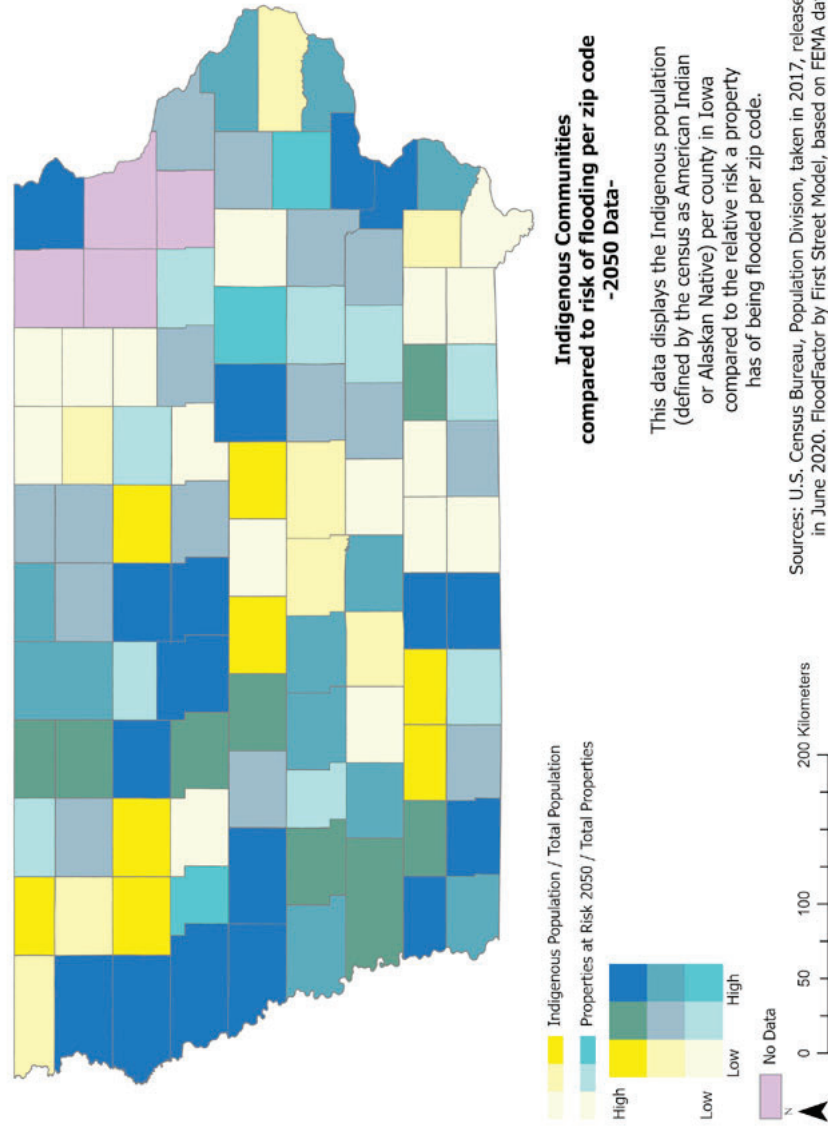 Indigenous Communities
compared to risk of flooding per zip code
-2050 Data-
This data displays the Indigenous population
(defined by the census as American Indian
or Alaskan Native) per county in Iowa
compared to the relative risk a property
has of being flooded per zip code.
Sources: U.S. Census Bureau, Population Division, taken in 2017,
in June 2020. FloodFactor by First Street Model, based on FEMA
Indigenous Population / Total Population
Properties at Risk 2050 / Total Properties
High
Low
Low
High
No Data
N
0 50 100 200 Kilometers